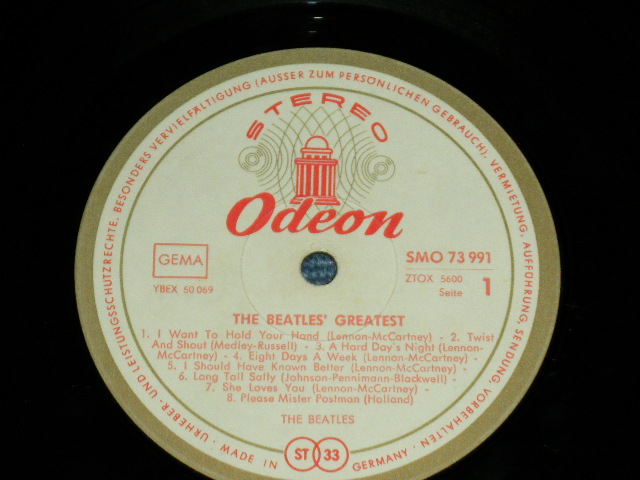 URHEBER- UND LEISTUNGSSCHUTZRECHTE, BESONDERS VERVIELFÄLTIGUNG (AUSSER ZUM PERSÖNLICHEN GEBRAUCH), VERMIETUNG, AUFFÜHRUNG, SENDUNG, VORBEHALTEN ·
STEREO
Odeon
GEMA
YBEX 50 069
SMO 73 991
ZTOX 5600
Seite 1
THE BEATLES' GREATEST
1. I Want To Hold Your Hand (Lennon-McCartney) - 2. Twist
And Shout (Medley-Russell) - 3. A Hard Day's Night (Lennon-
McCartney) - 4. Eight Days A Week (Lennon-McCartney) -
5. I Should Have Known Better (Lennon-McCartney) -
6. Long Tall Sally (Johnson-Pennimann-Blackwell) -
7. She Loves You (Lennon-McCartney) -
8. Please Mister Postman (Holland)
THE BEATLES
MADE IN GERMANY ·
ST 33